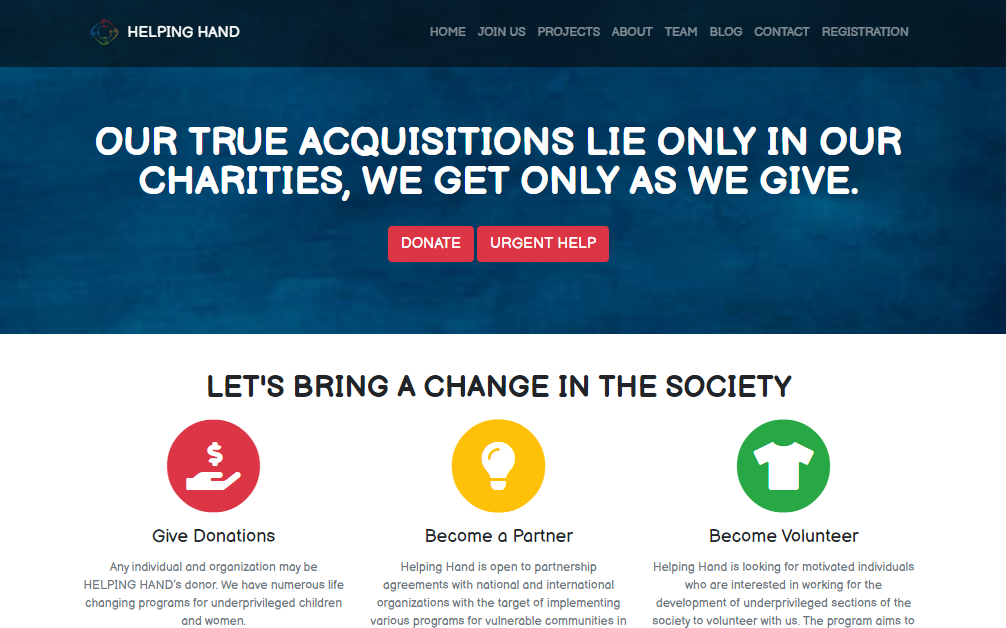 HELPING HAND
HOME JOIN US PROJECTS ABOUT TEAM BLOG CONTACT REGISTRATION
OUR TRUE ACQUISITIONS LIE ONLY IN OUR
CHARITIES, WE GET ONLY AS WE GIVE.
DONATE URGENT HELP
LET'S BRING A CHANGE IN THE SOCIETY
$
Give Donations
Any individual and organization may be
HELPING HAND's donor. We have numerous life
changing programs for underprivileged children
and women.
Become a Partner
Helping Hand is open to partnership
agreements with national and international
organizations with the target of implementing
various programs for vulnerable communities in
Become Volunteer
Helping Hand is looking for motivated individuals
who are interested in working for the
development of underprivileged sections of the
society to volunteer with us. The program aims to